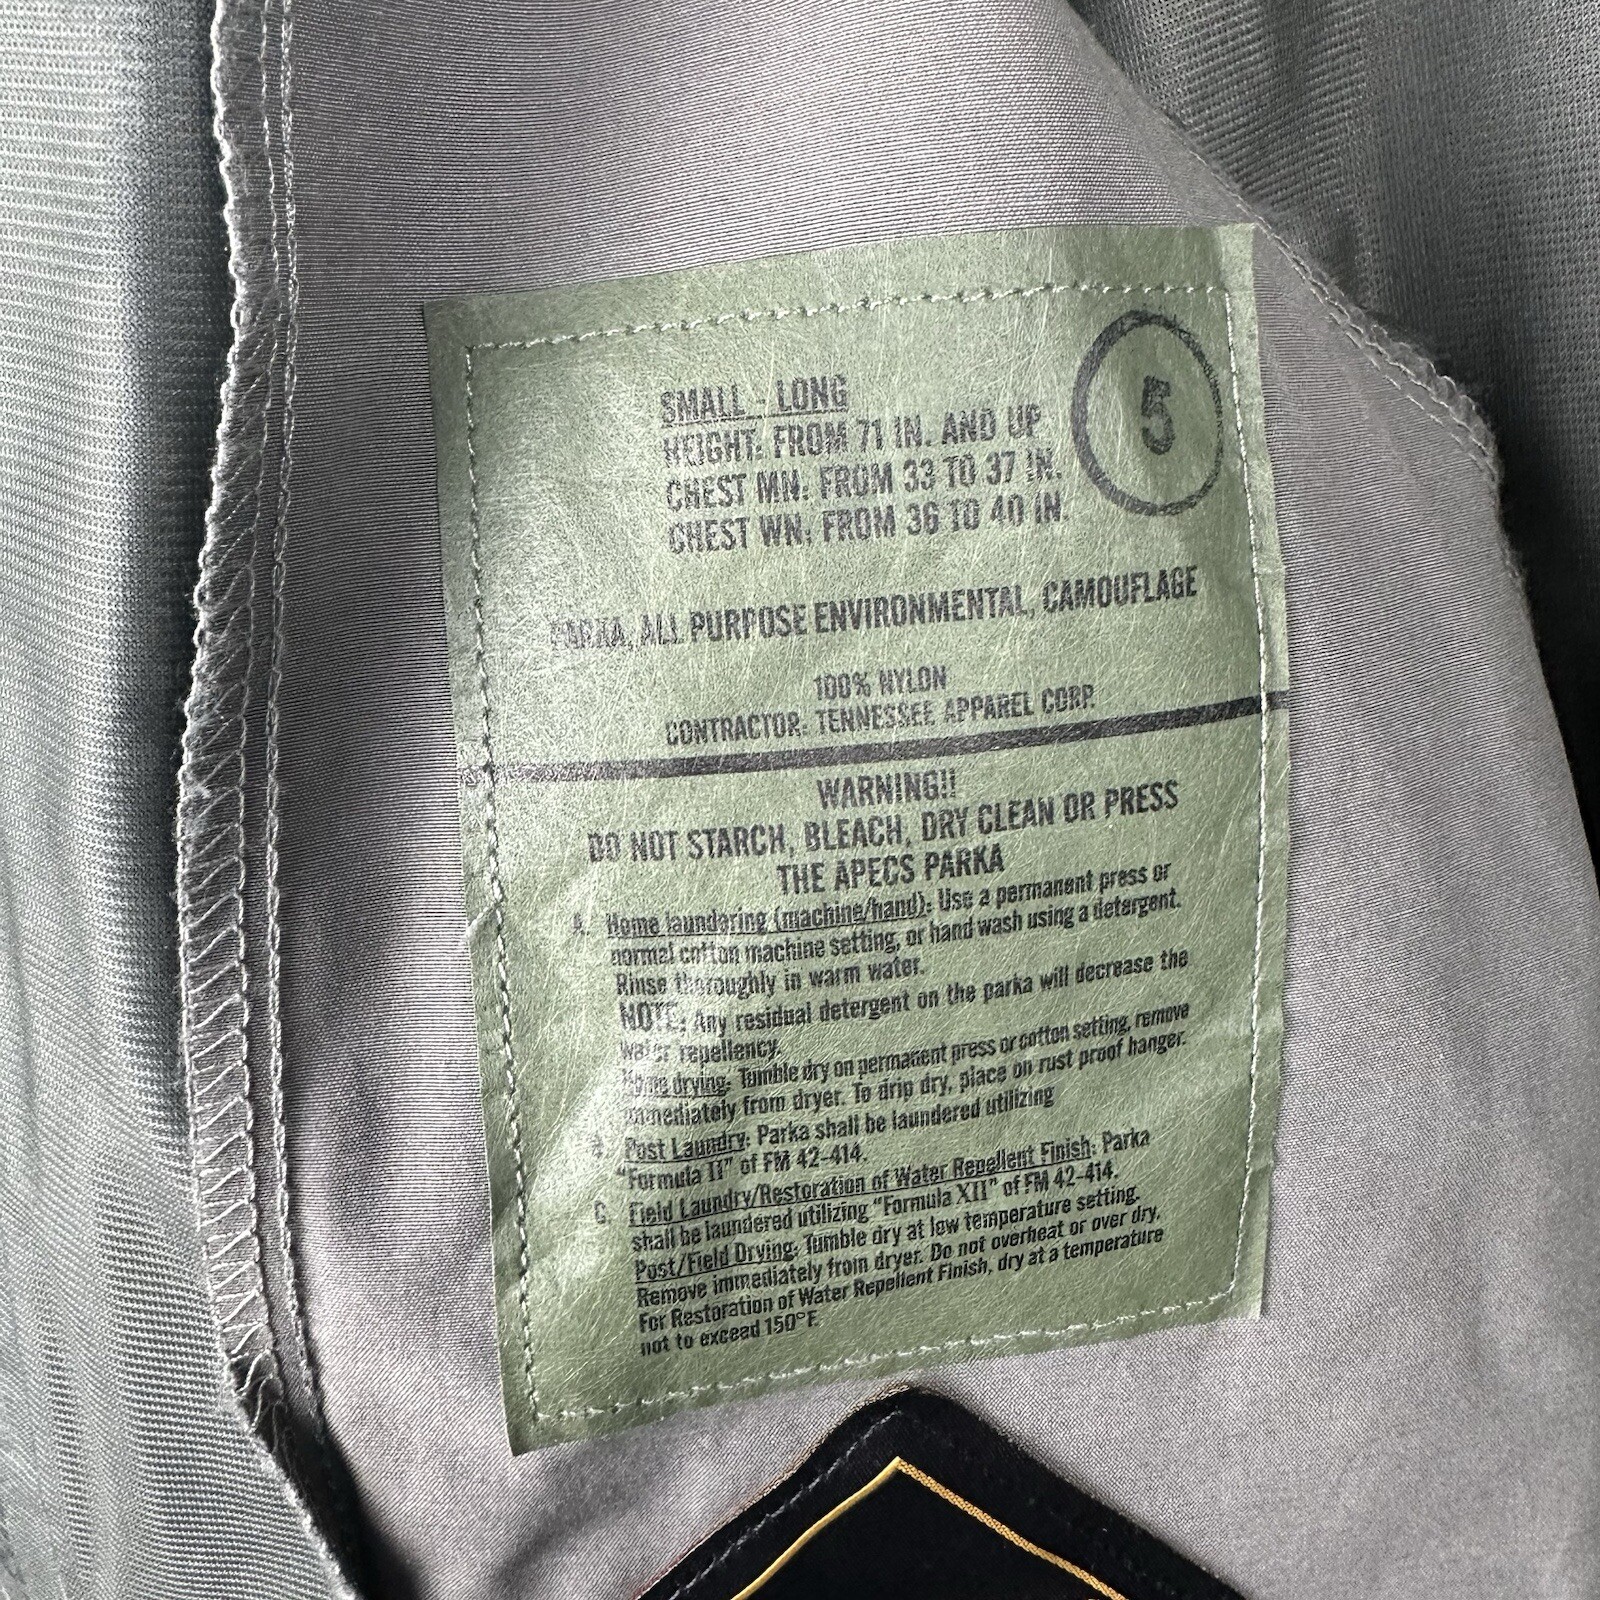 SMALL - LONG
5
HEIGHT: FROM 71 IN. AND UP
CHEST MN: FROM 33 TO 37 IN.
CHEST WN: FROM 36 TO 40 IN.
PARKA, ALL PURPOSE ENVIRONMENTAL, CAMOUFLAGE
100% NYLON
CONTRACTOR: TENNESSEE APPAREL CORP.
WARNING!!
DO NOT STARCH, BLEACH, DRY CLEAN OR PRESS
THE APECS PARKA
A. Home laundering (machine/hand): Use a permanent press or
normal cotton machine setting, or hand wash using a detergent.
Rinse thoroughly in warm water.
NOTE: Any residual detergent on the parka will decrease the
water repellency.
Home drying: Tumble dry on permanent press or cotton setting, remove
immediately from dryer. To drip dry, place on rust proof hanger.
B. Post Laundry: Parka shall be laundered utilizing
"Formula II" of FM 42-414.
C. Field Laundry/Restoration of Water Repellent Finish: Parka
shall be laundered utilizing "Formula XII" of FM 42-414.
Post/Field Drying: Tumble dry at low temperature setting.
Remove immediately from dryer. Do not overheat or over dry.
For Restoration of Water Repellent Finish, dry at a temperature
not to exceed 150°F.